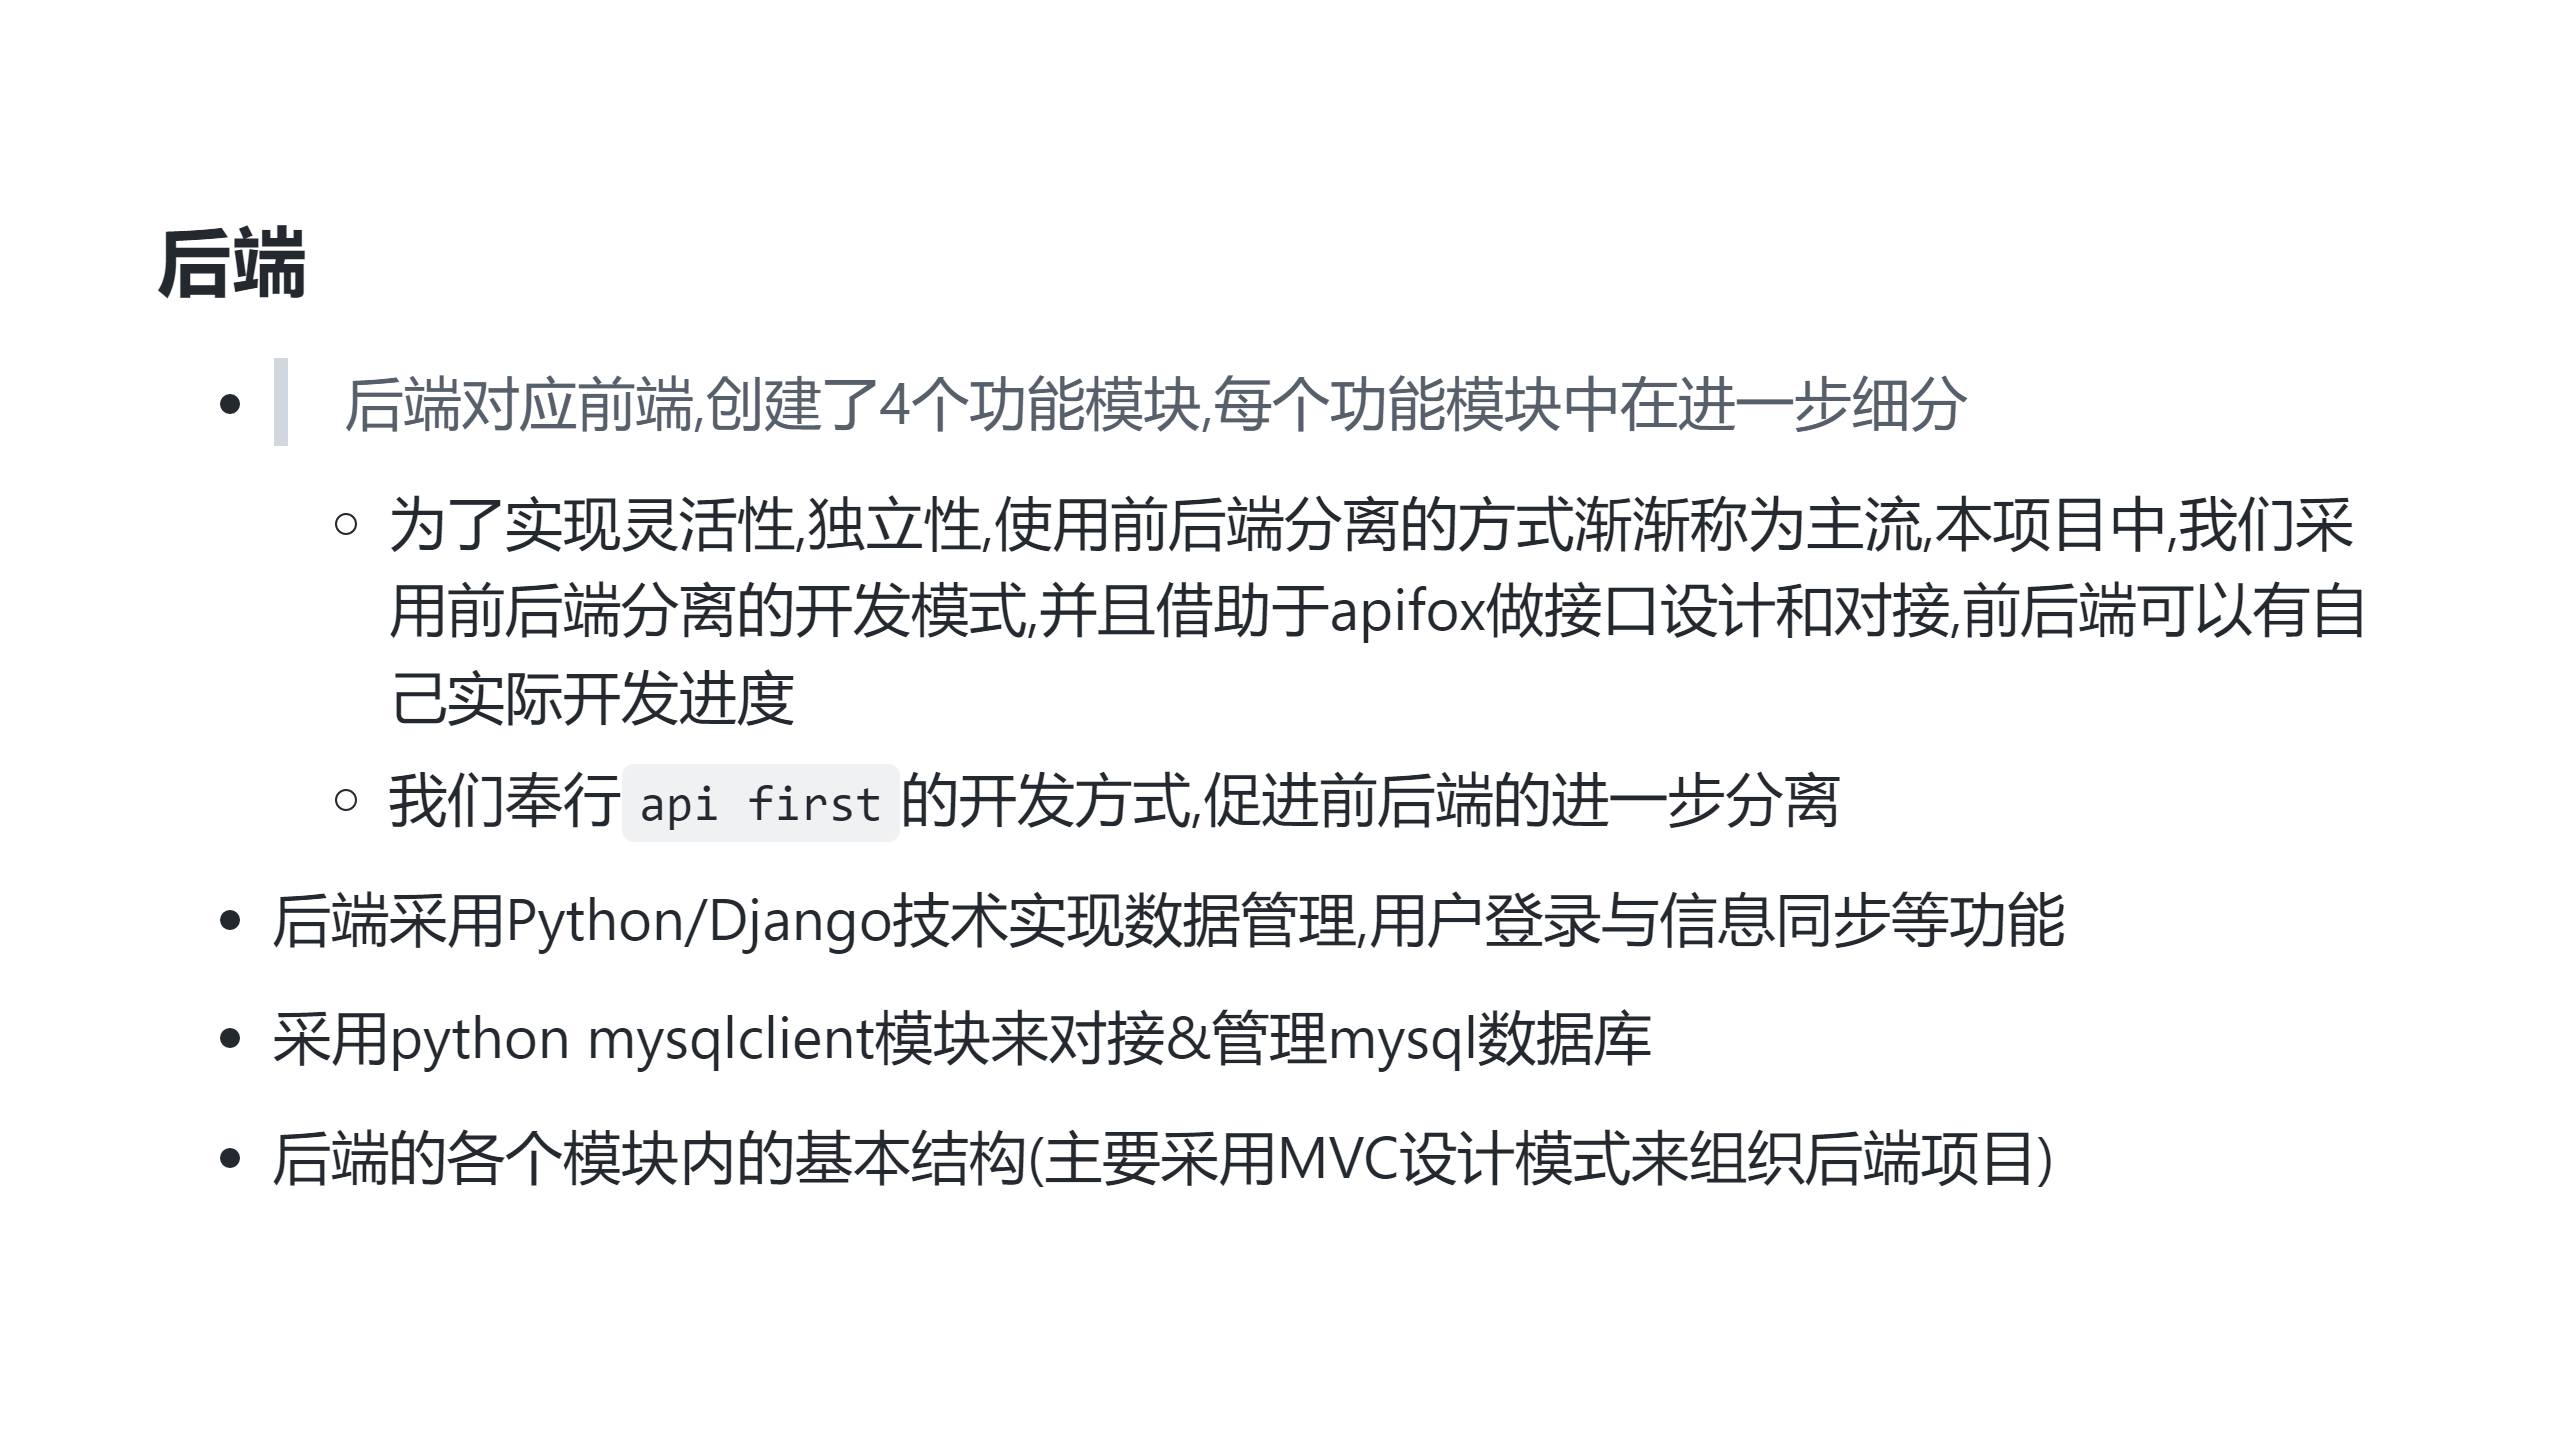 后端
后端对应前端,创建了4个功能模块,每个功能模块中在进一步细分
为了实现灵活性,独立性,使用前后端分离的方式渐渐称为主流,本项目中,我们采
用前后端分离的开发模式,并且借助于apifox做接口设计和对接,前后端可以有自
己实际开发进度
我们奉行 api first 的开发方式,促进前后端的进一步分离
后端采用Python/Django技术实现数据管理,用户登录与信息同步等功能
采用python mysqlclient模块来对接&管理mysql数据库
后端的各个模块内的基本结构(主要采用MVC设计模式来组织后端项目)